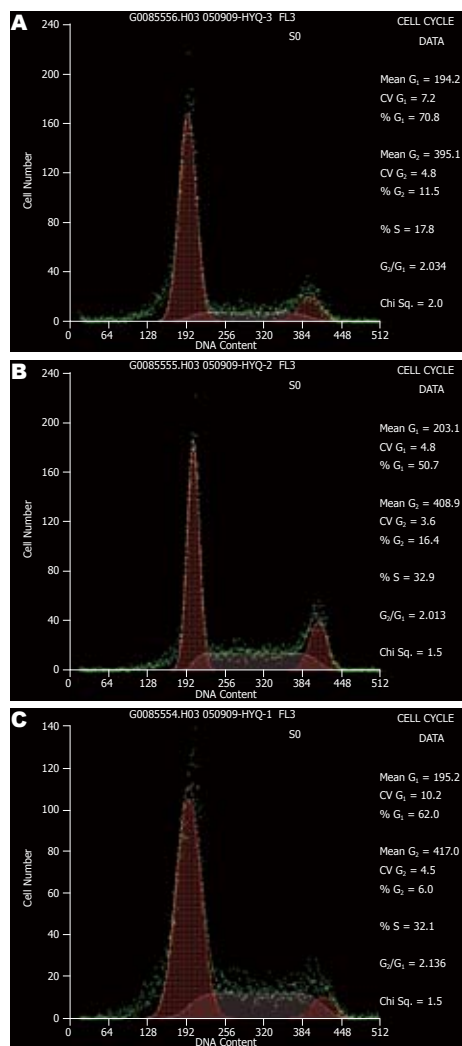 A
G0085556.H03 050909-HYQ-3 FL3
S0
CELL CYCLE
DATA
Mean G₁ = 194.2
CV G₁ = 7.2
% G₁ = 70.8
Mean G₂ = 395.1
CV G₂ = 4.8
% G₂ = 11.5
% S = 17.8
G₂/G₁ = 2.034
Chi Sq. = 2.0
Cell Number
240
200
160
120
80
40
0
0 64 128 192 256 320 384 448 512
DNA Content
B
G0085555.H03 050909-HYQ-2 FL3
S0
CELL CYCLE
DATA
Mean G₁ = 203.1
CV G₁ = 4.8
% G₁ = 50.7
Mean G₂ = 408.9
CV G₂ = 3.6
% G₂ = 16.4
% S = 32.9
G₂/G₁ = 2.013
Chi Sq. = 1.5
Cell Number
240
200
160
120
80
40
0
0 64 128 192 256 320 384 448 512
DNA Content
C
G0085554.H03 050909-HYQ-1 FL3
S0
CELL CYCLE
DATA
Mean G₁ = 195.2
CV G₁ = 10.2
% G₁ = 62.0
Mean G₂ = 417.0
CV G₂ = 4.5
% G₂ = 6.0
% S = 32.1
G₂/G₁ = 2.136
Chi Sq. = 1.5
Cell Number
140
120
100
80
60
40
20
0
0 64 128 192 256 320 384 448 512
DNA Content